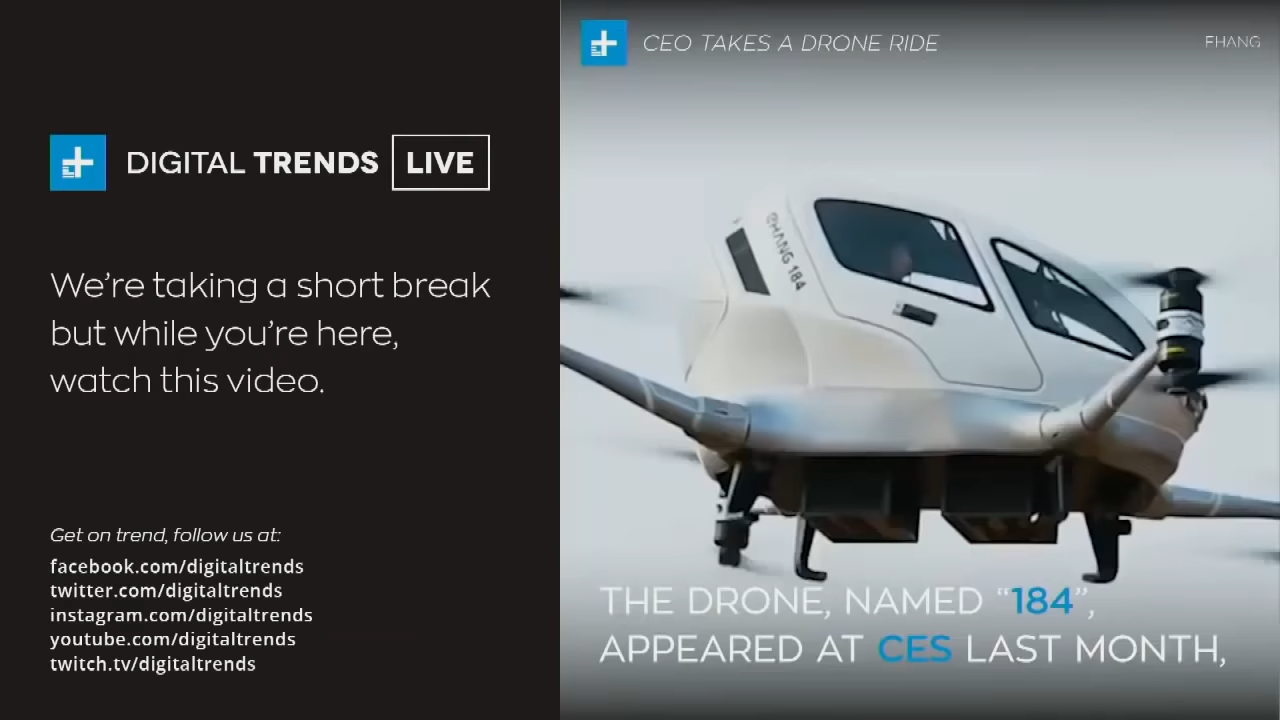 DIGITAL TRENDS LIVE
We're taking a short break
but while you're here,
watch this video.
Get on trend, follow us at:
facebook.com/digitaltrends
twitter.com/digitaltrends
instagram.com/digitaltrends
youtube.com/digitaltrends
twitch.tv/digitaltrends
CEO TAKES A DRONE RIDE
EHANG
EHANG 184
THE DRONE, NAMED “184”,
APPEARED AT CES LAST MONTH,